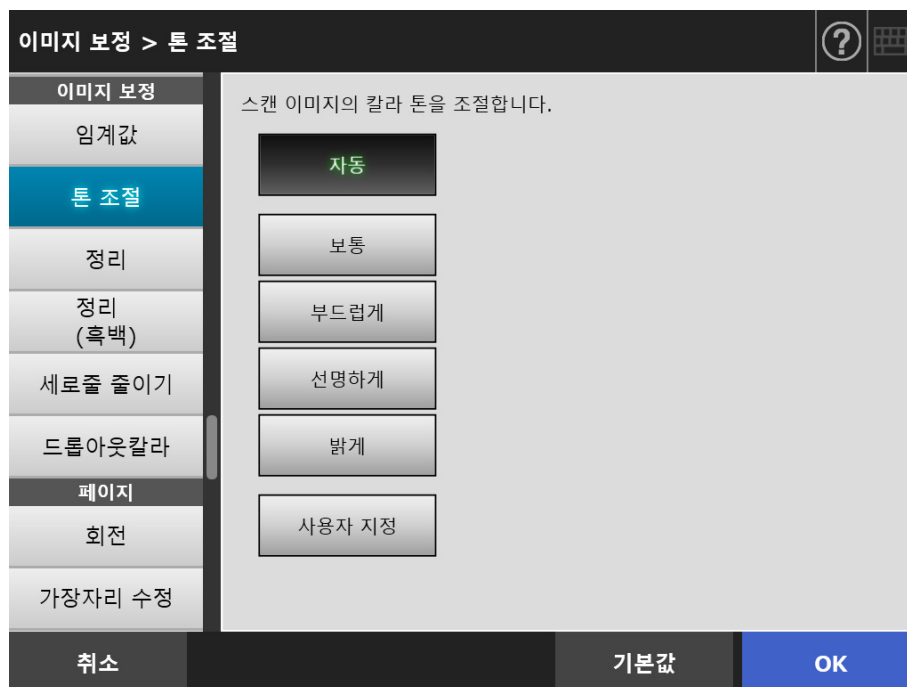 이미지 보정 > 톤 조절
?
이미지 보정
임계값
톤 조절
정리
정리
(흑백)
세로줄 줄이기
드롭아웃칼라
페이지
회전
가장자리 수정
스캔 이미지의 칼라 톤을 조절합니다.
자동
보통
부드럽게
선명하게
밝게
사용자 지정
취소
기본값
OK